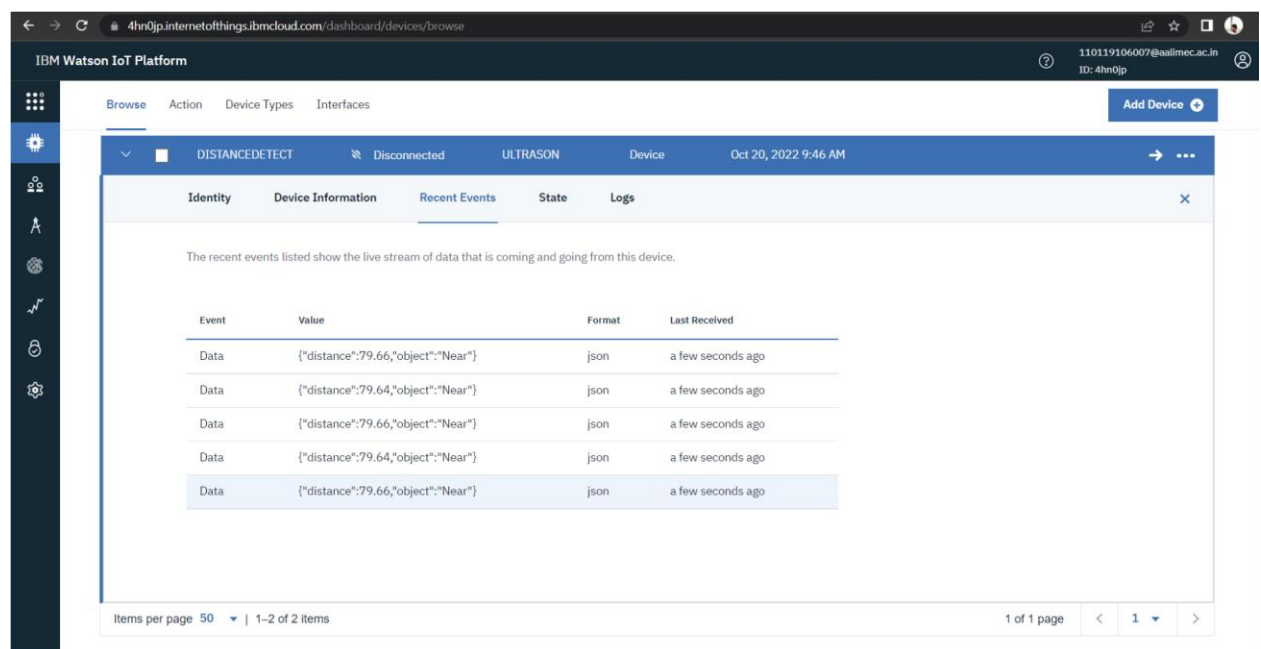 4hn0jp.internetofthings.ibmcloud.com/dashboard/devices/browse
IBM Watson IoT Platform
110119106007@aalimec.ac.in
ID: 4hn0jp
Browse Action Device Types Interfaces Add Device
DISTANCEDETECT Disconnected ULTRASON Device Oct 20, 2022 9:46 AM
Identity Device Information Recent Events State Logs
The recent events listed show the live stream of data that is coming and going from this device.
Event Value Format Last Received
Data {"distance":79.66,"object":"Near"} json a few seconds ago
Data {"distance":79.64,"object":"Near"} json a few seconds ago
Data {"distance":79.66,"object":"Near"} json a few seconds ago
Data {"distance":79.64,"object":"Near"} json a few seconds ago
Data {"distance":79.66,"object":"Near"} json a few seconds ago
Items per page 50 | 1–2 of 2 items 1 of 1 page 1